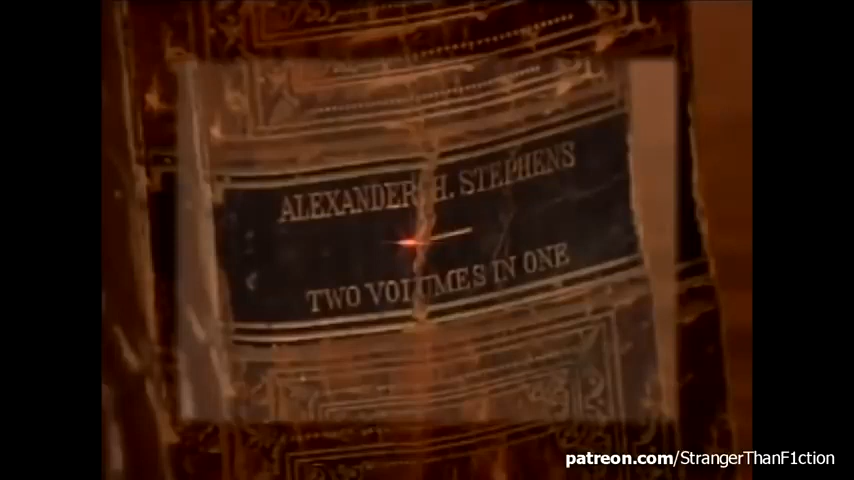 ALEXANDER H. STEPHENS
TWO VOLUMES IN ONE
patreon.com/StrangerThanF1ction